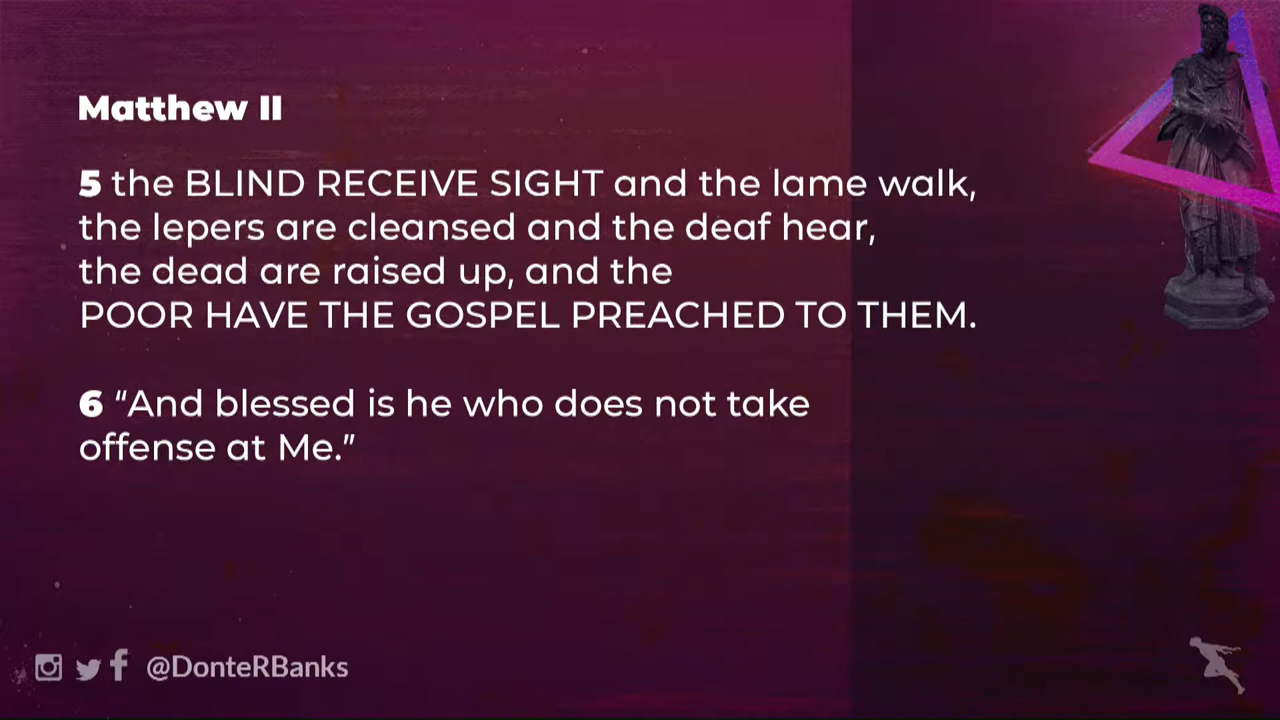 Matthew II
5 the BLIND RECEIVE SIGHT and the lame walk,
the lepers are cleansed and the deaf hear,
the dead are raised up, and the
POOR HAVE THE GOSPEL PREACHED TO THEM.
6 “And blessed is he who does not take
offense at Me.”
@DonteRBanks